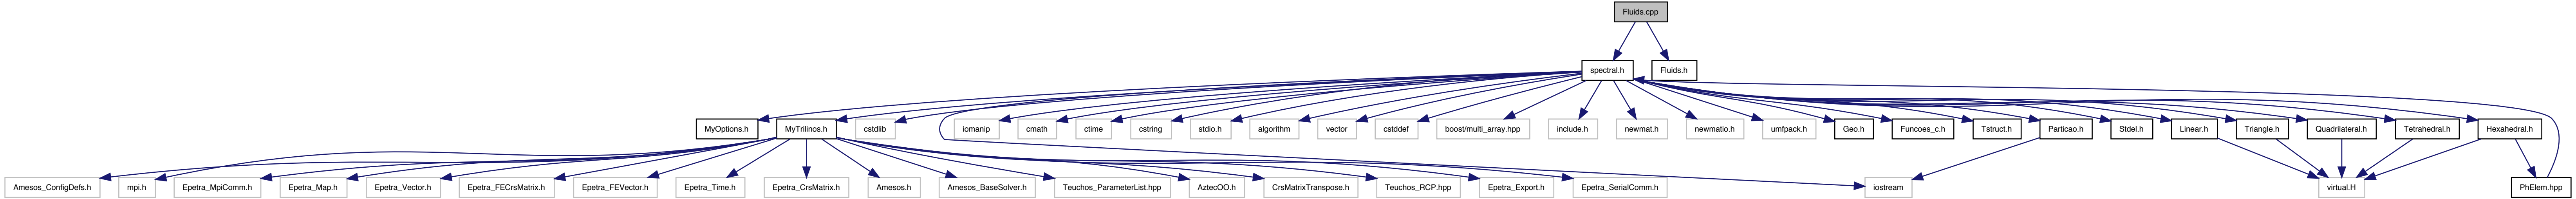 Fluids.cpp
spectral.h
Fluids.h
MyOptions.h
MyTrilinos.h
cstdlib
iomanip
cmath
ctime
cstring
stdio.h
algorithm
vector
cstddef
boost/multi_array.hpp
include.h
newmat.h
newmatio.h
umfpack.h
Geo.h
Funcoes_c.h
Tstruct.h
Particao.h
Stdel.h
Linear.h
Triangle.h
Quadrilateral.h
Tetrahedral.h
Hexahedral.h
Amesos_ConfigDefs.h
mpi.h
Epetra_MpiComm.h
Epetra_Map.h
Epetra_Vector.h
Epetra_FECrsMatrix.h
Epetra_FEVector.h
Epetra_Time.h
Epetra_CrsMatrix.h
Amesos.h
Amesos_BaseSolver.h
Teuchos_ParameterList.hpp
AztecOO.h
CrsMatrixTranspose.h
Teuchos_RCP.hpp
Epetra_Export.h
Epetra_SerialComm.h
iostream
virtual.H
PhElem.hpp